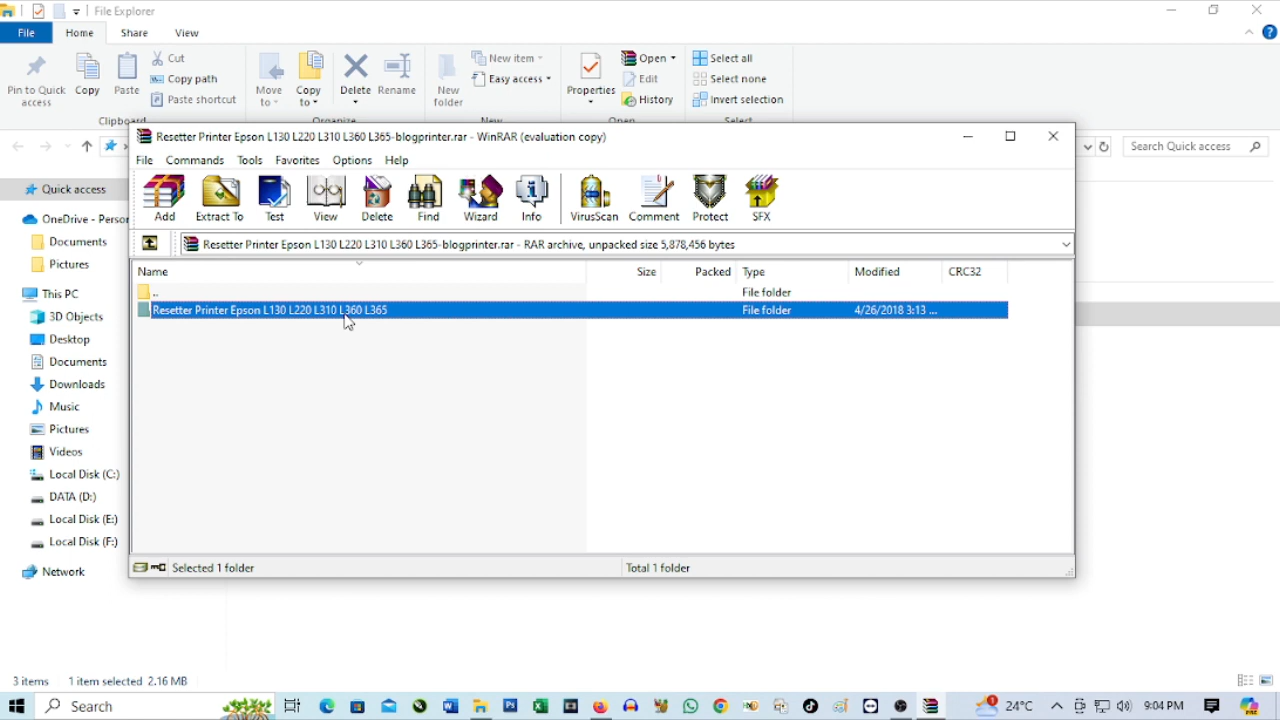 File Explorer
File Home Share View
Pin to Quick access
Copy
Paste
Cut
Copy path
Paste shortcut
Move to
Copy to
Delete
Rename
New folder
New item
Easy access
Properties
Open
Edit
History
Select all
Select none
Invert selection
Clipboard Organize New Open Select
Search Quick access
Resetter Printer Epson L130 L220 L310 L360 L365-blogprinter.rar - WinRAR (evaluation copy)
File Commands Tools Favorites Options Help
Add Extract To Test View Delete Find Wizard Info VirusScan Comment Protect SFX
Resetter Printer Epson L130 L220 L310 L360 L365-blogprinter.rar - RAR archive, unpacked size 5,878,456 bytes
Name Size Packed Type Modified CRC32
.. File folder
Resetter Printer Epson L130 L220 L310 L360 L365 File folder 4/26/2018 3:13 ...
Selected 1 folder Total 1 folder
Quick access
OneDrive - Person
Documents
Pictures
This PC
3D Objects
Desktop
Documents
Downloads
Music
Pictures
Videos
Local Disk (C:)
DATA (D:)
Local Disk (E:)
Local Disk (F:)
Network
3 items 1 item selected 2.16 MB
Search 24°C 9:04 PM